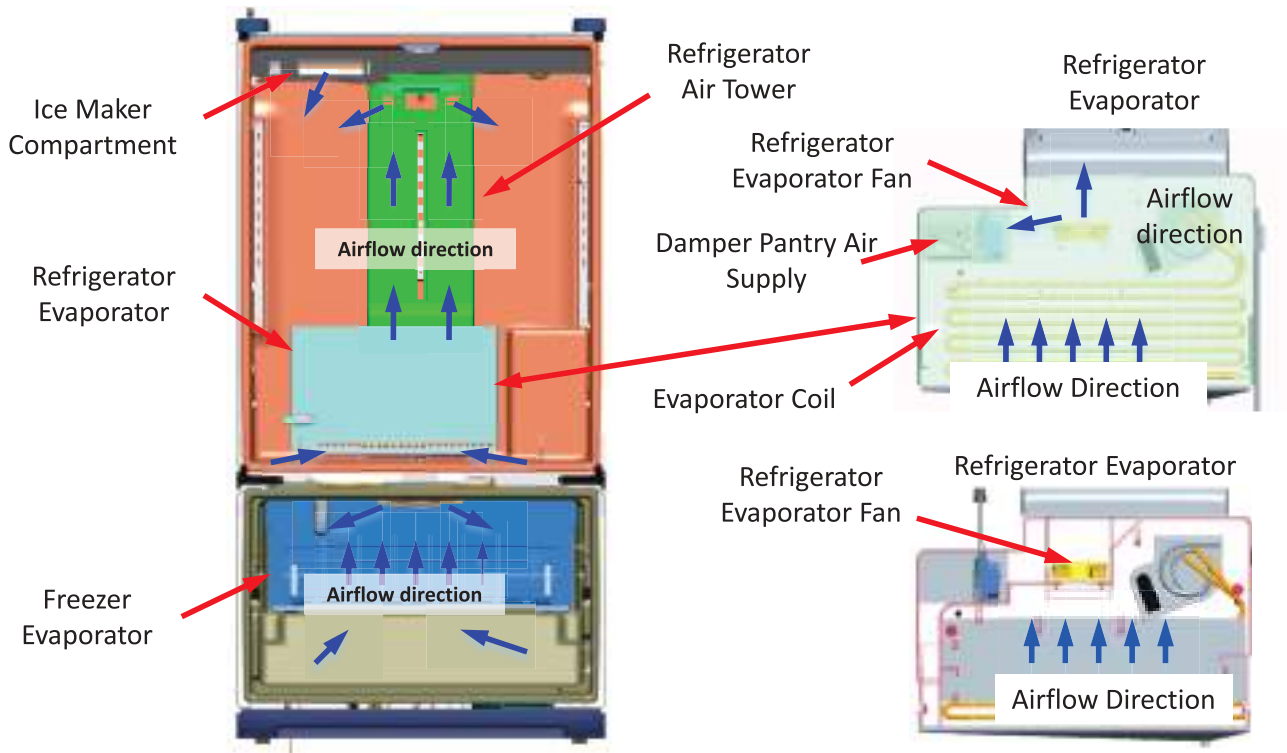 Ice Maker
Compartment
Refrigerator
Air Tower
Airflow direction
Refrigerator
Evaporator
Freezer
Evaporator
Airflow direction
Refrigerator
Evaporator
Refrigerator
Evaporator Fan
Airflow
direction
Damper Pantry Air
Supply
Evaporator Coil
Airflow Direction
Refrigerator
Evaporator Fan
Refrigerator Evaporator
Airflow Direction